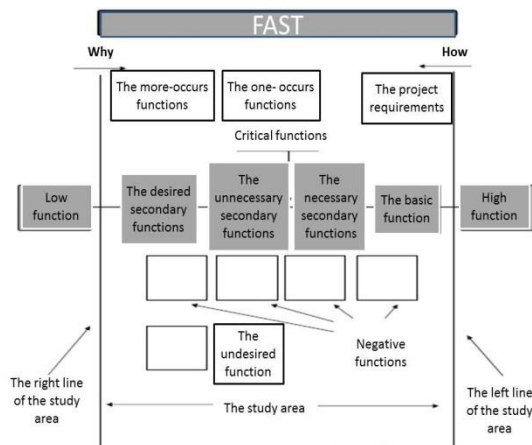 FAST
Why
How
The more-occurs
functions
The one- occurs
functions
The project
requirements
Critical functions
Low
function
The desired
secondary
functions
The
unnecessary
secondary
functions
The
necessary
secondary
functions
The basic
function
High
function
The
undesired
function
Negative
functions
The right line
of the study
area
The study area
The left line
of the study
area